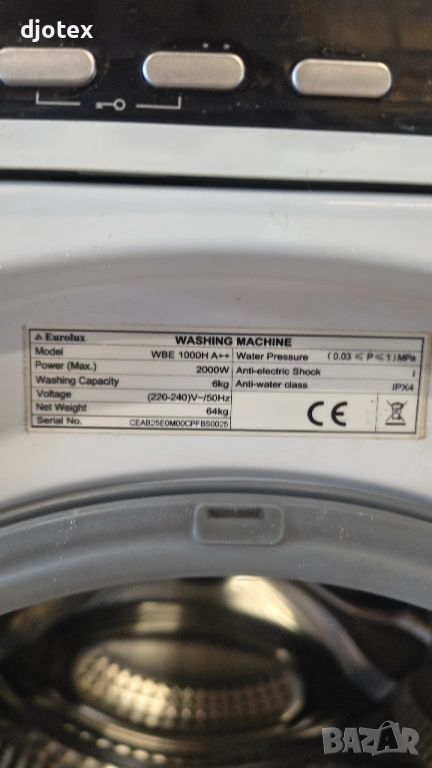 djotex
Eurolux WASHING MACHINE
Model WBE 1000H A++ Water Pressure (0.03 ≤ P ≤ 1) MPa
Power (Max.) 2000W Anti-electric Shock I
Washing Capacity 6kg Anti-water class IPX4
Voltage (220-240)V~/50Hz
Net Weight 64kg
Serial No. CEAB25E0M00CPFBS0025
CE
BAZAR